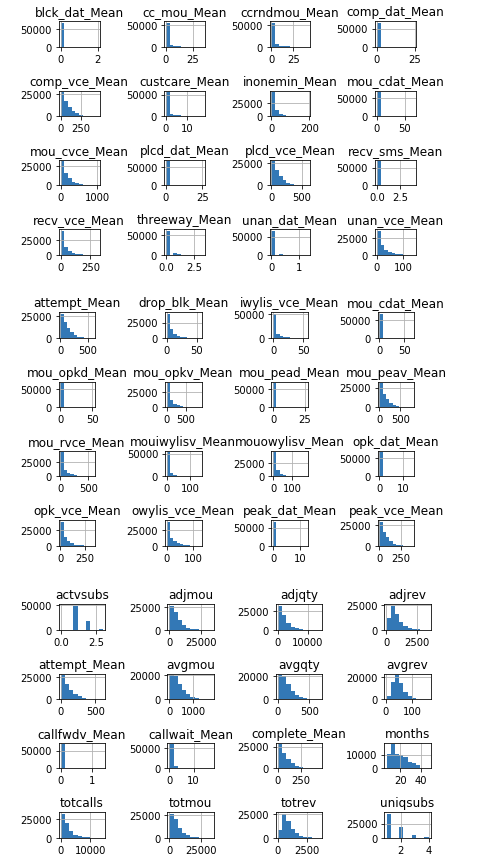 blck_dat_Mean cc_mou_Mean ccrndmou_Mean comp_dat_Mean
50000 50000 50000 50000
0 0 0 0
0 2 0 25 0 25 0 25
comp_vce_Mean custcare_Mean inonemin_Mean mou_cdat_Mean
25000 50000 25000 50000
0 0 0 0
0 250 0 10 0 200 0 50
mou_cvce_Mean plcd_dat_Mean plcd_vce_Mean recv_sms_Mean
25000 50000 25000 50000
0 0 0 0
0 1000 0 25 0 500 0.0 2.5
recv_vce_Mean threeway_Mean unan_dat_Mean unan_vce_Mean
25000 50000 50000 25000
0 0 0 0
0 250 0.0 2.5 0 1 0 100
attempt_Mean drop_blk_Mean iwylis_vce_Mean mou_cdat_Mean
25000 25000 50000 50000
0 0 0 0
0 500 0 50 0 50 0 50
mou_opkd_Mean mou_opkv_Mean mou_pead_Mean mou_peav_Mean
50000 25000 50000 25000
0 0 0 0
0 50 0 500 0 25 0 500
mou_rvce_Mean mouiwylisv_Mean mouowylisv_Mean opk_dat_Mean
25000 50000 25000 50000
0 0 0 0
0 500 0 100 0 100 0 10
opk_vce_Mean owylis_vce_Mean peak_dat_Mean peak_vce_Mean
25000 25000 50000 25000
0 0 0 0
0 250 0 100 0 10 0 250
actvsubs adjmou adjqty adjrev
50000 25000 25000 25000
0 0 0 0
0.0 2.5 0 25000 0 10000 0 2500
attempt_Mean avgmou avgqty avgrev
25000 20000 20000 20000
0 0 0 0
0 500 0 1000 0 500 0 100
callfwdv_Mean callwait_Mean complete_Mean months
50000 50000 25000 10000
0 0 0 0
0 1 0 10 0 250 20 40
totcalls totmou totrev uniqsubs
25000 25000 25000 25000
0 0 0 0
0 10000 0 25000 0 2500 2 4